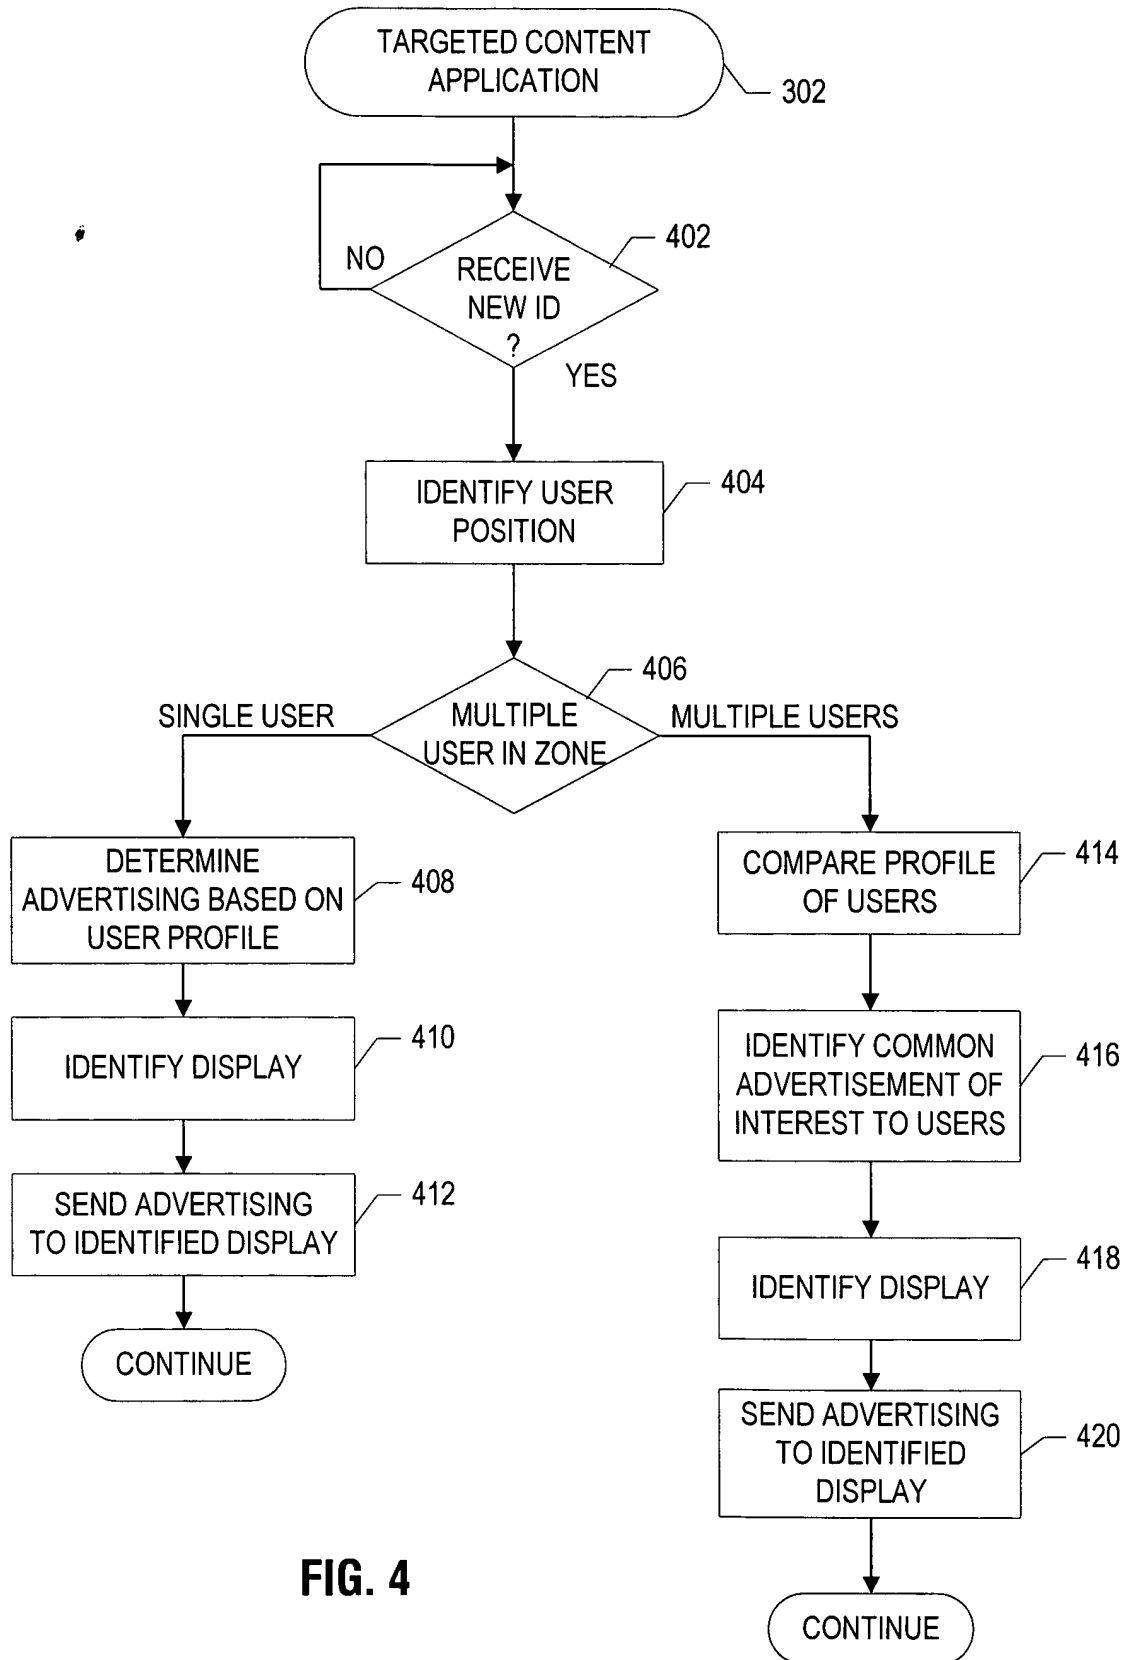 TARGETED CONTENT
APPLICATION
302
402
NO
RECEIVE
NEW ID
?
YES
IDENTIFY USER
POSITION
404
406
SINGLE USER
MULTIPLE
USER IN ZONE
MULTIPLE USERS
DETERMINE
ADVERTISING BASED ON
USER PROFILE
408
IDENTIFY DISPLAY
410
SEND ADVERTISING
TO IDENTIFIED DISPLAY
412
CONTINUE
COMPARE PROFILE
OF USERS
414
IDENTIFY COMMON
ADVERTISEMENT OF
INTEREST TO USERS
416
IDENTIFY DISPLAY
418
SEND ADVERTISING
TO IDENTIFIED
DISPLAY
420
CONTINUE
FIG. 4